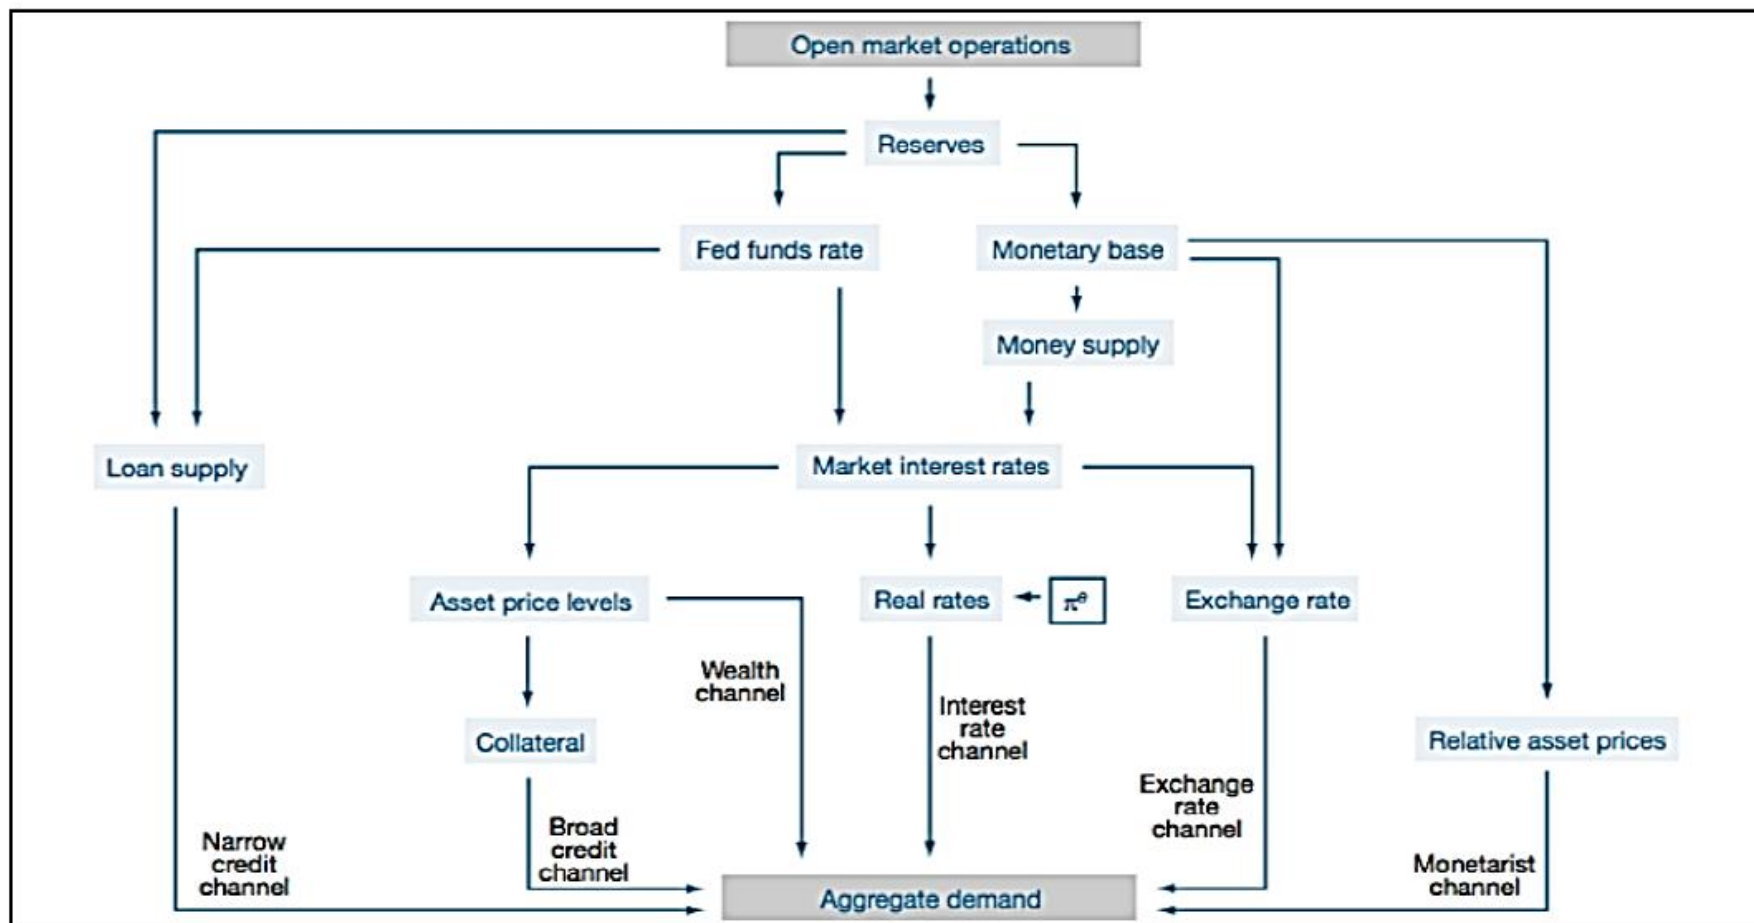 Open market operations
Reserves
Fed funds rate
Monetary base
Money supply
Loan supply
Market interest rates
Asset price levels
Real rates
πᵉ
Exchange rate
Wealth
channel
Interest
rate
channel
Collateral
Relative asset prices
Exchange
rate
channel
Narrow
credit
channel
Broad
credit
channel
Monetarist
channel
Aggregate demand